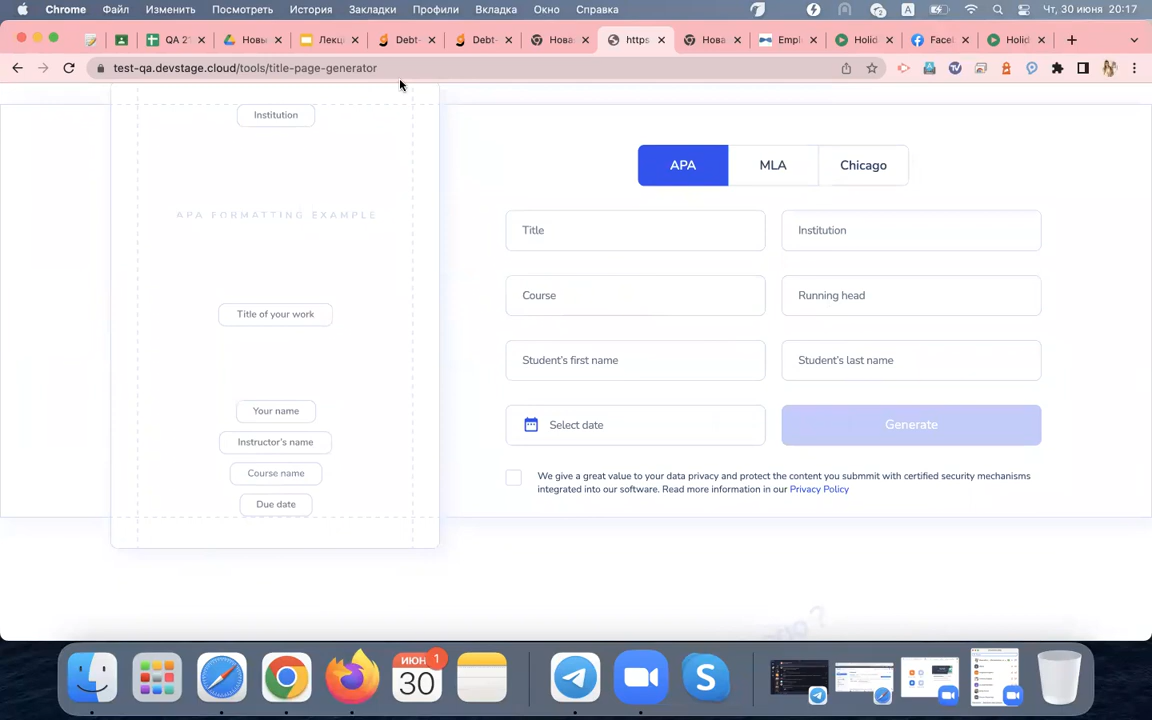 Chrome Файл Изменить Посмотреть История Закладки Профили Вкладка Окно Справка A Чт, 30 июня 20:17
QA 2 Новы Лекц Debt- Debt- Нова https Нова Empl Holid Facel Holid
test-qa.devstage.cloud/tools/title-page-generator
Institution
APA FORMATTING EXAMPLE
Title of your work
Your name
Instructor's name
Course name
Due date
APA MLA Chicago
Title Institution
Course Running head
Student's first name Student's last name
Select date Generate
We give a great value to your data privacy and protect the content you submmit with certified security mechanisms
integrated into our software. Read more information in our Privacy Policy
ИЮН 1
30